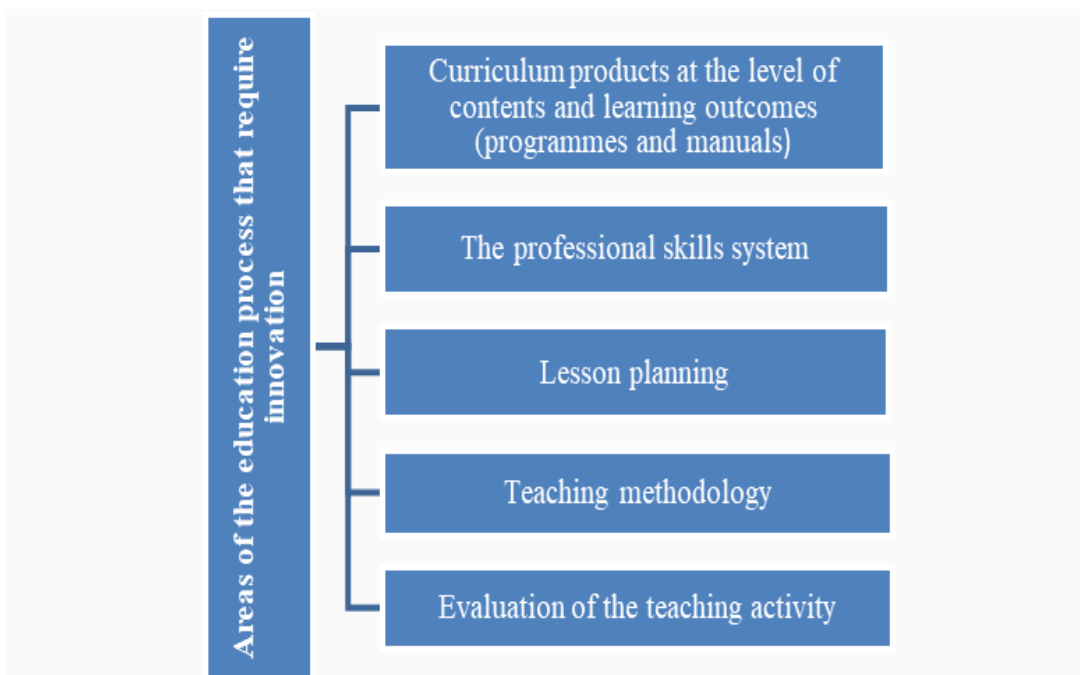 Areas of the education process that require
innovation
Curriculum products at the level of
contents and learning outcomes
(programmes and manuals)
The professional skills system
Lesson planning
Teaching methodology
Evaluation of the teaching activity